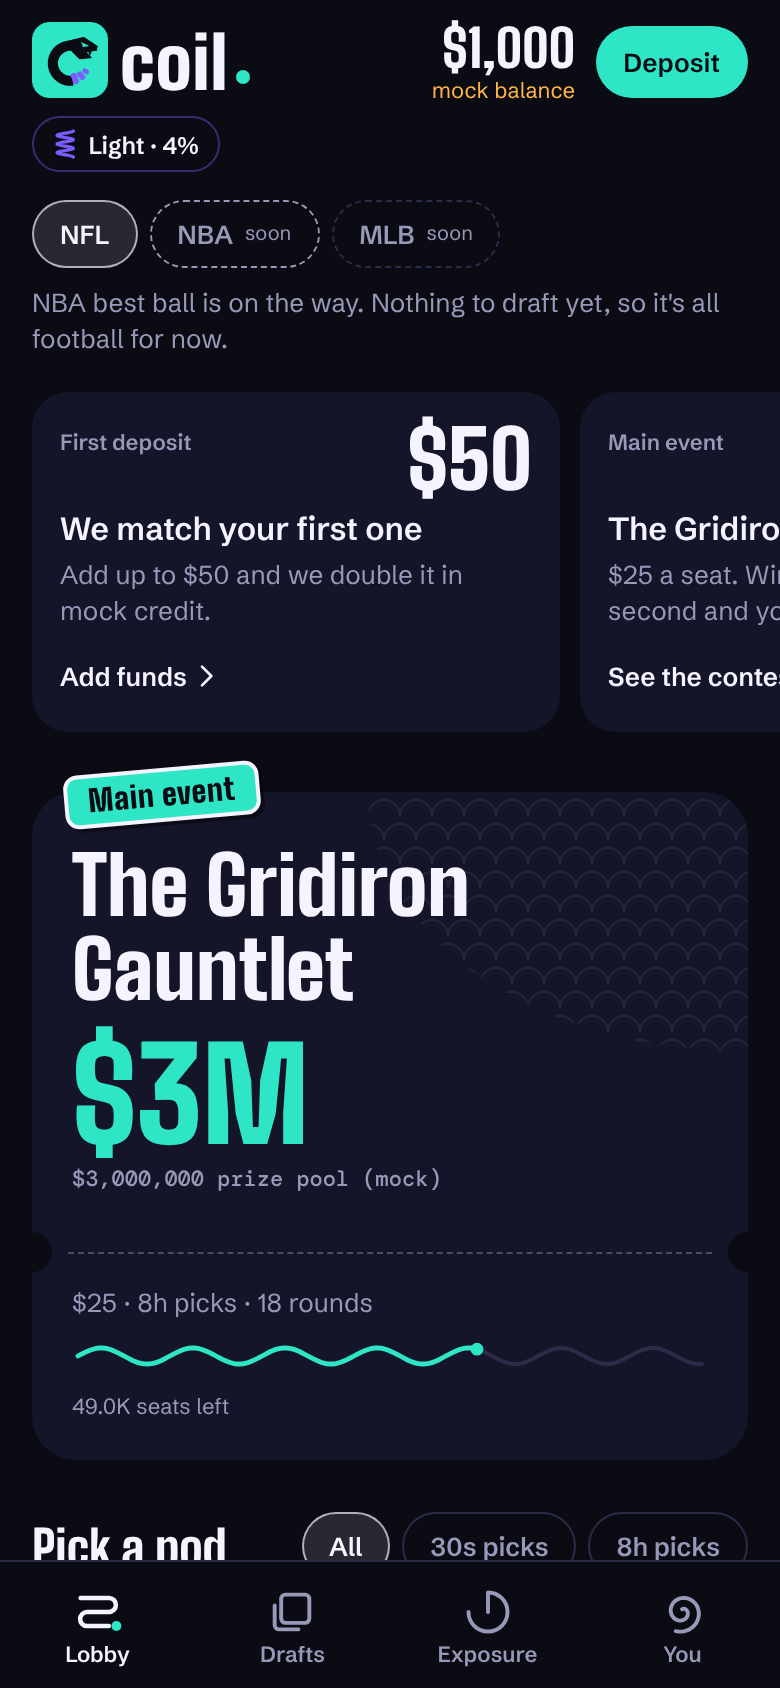 coil.
$1,000
mock balance
Deposit
Light · 4%
NFL
NBA soon
MLB soon
NBA best ball is on the way. Nothing to draft yet, so it's all
football for now.
First deposit
$50
We match your first one
Add up to $50 and we double it in
mock credit.
Add funds
Main event
The Gridiro
$25 a seat. Wi
second and yo
See the conte
Main event
The Gridiron
Gauntlet
$3M
$3,000,000 prize pool (mock)
$25 · 8h picks · 18 rounds
49.0K seats left
Pick a pod
All
30s picks
8h picks
Lobby
Drafts
Exposure
You